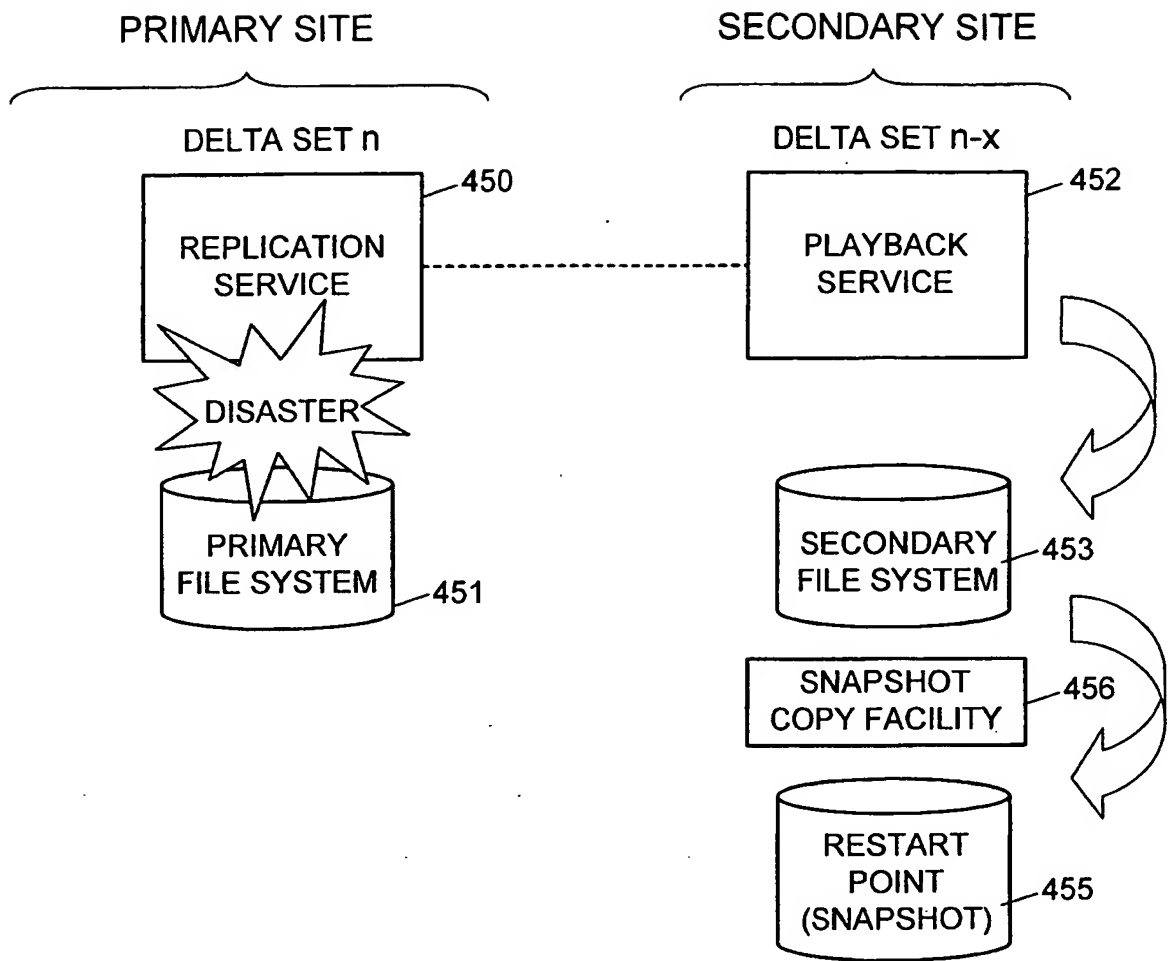 PRIMARY SITE
SECONDARY SITE
DELTA SET n
DELTA SET n-x
450
452
REPLICATION
SERVICE
PLAYBACK
SERVICE
DISASTER
PRIMARY
FILE SYSTEM
451
SECONDARY
FILE SYSTEM
453
SNAPSHOT
COPY FACILITY
456
RESTART
POINT
(SNAPSHOT)
455